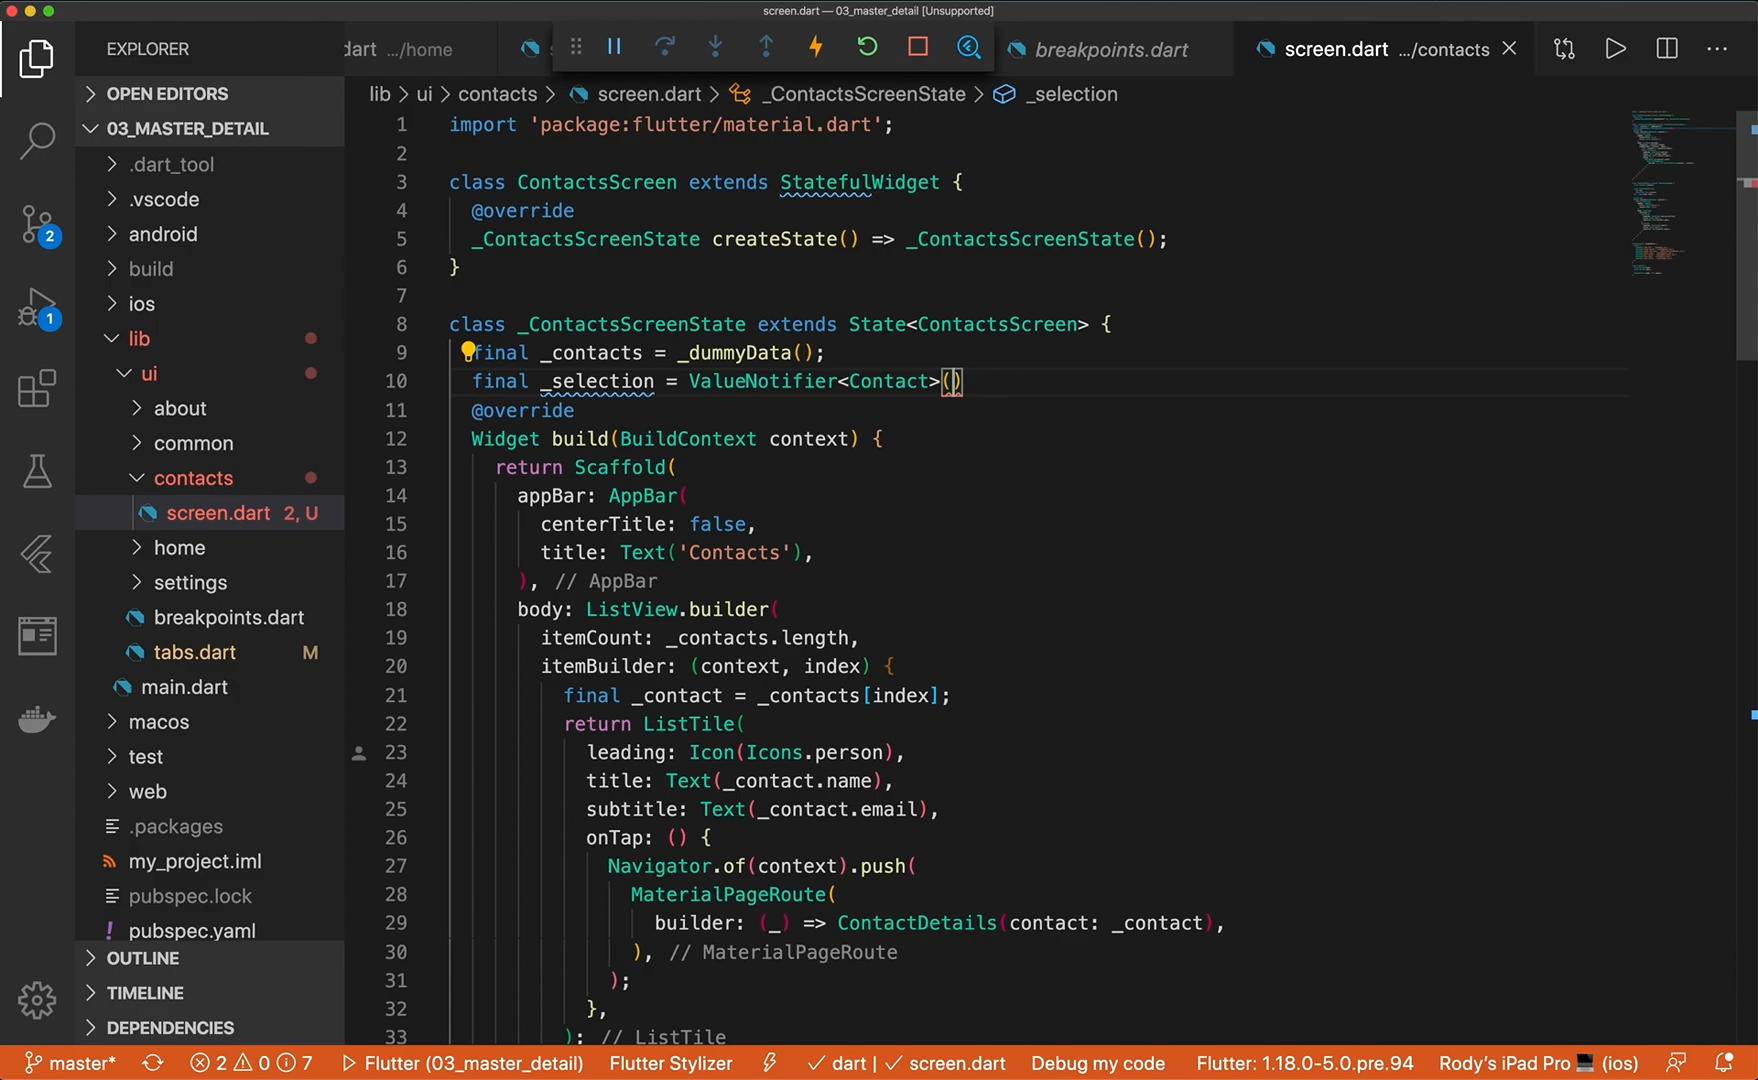 screen.dart — 03_master_detail [Unsupported]
EXPLORER
dart .../home
breakpoints.dart
screen.dart .../contacts
OPEN EDITORS
03_MASTER_DETAIL
.dart_tool
.vscode
android
build
ios
lib
ui
about
common
contacts
screen.dart 2, U
home
settings
breakpoints.dart
tabs.dart M
main.dart
macos
test
web
.packages
my_project.iml
pubspec.lock
! pubspec.yaml
OUTLINE
TIMELINE
DEPENDENCIES
2
1
lib > ui > contacts > screen.dart > _ContactsScreenState > _selection
1 import 'package:flutter/material.dart';
2
3 class ContactsScreen extends StatefulWidget {
4 @override
5 _ContactsScreenState createState() => _ContactsScreenState();
6 }
7
8 class _ContactsScreenState extends State<ContactsScreen> {
9 final _contacts = _dummyData();
10 final _selection = ValueNotifier<Contact>()
11 @override
12 Widget build(BuildContext context) {
13 return Scaffold(
14 appBar: AppBar(
15 centerTitle: false,
16 title: Text('Contacts'),
17 ), // AppBar
18 body: ListView.builder(
19 itemCount: _contacts.length,
20 itemBuilder: (context, index) {
21 final _contact = _contacts[index];
22 return ListTile(
23 leading: Icon(Icons.person),
24 title: Text(_contact.name),
25 subtitle: Text(_contact.email),
26 onTap: () {
27 Navigator.of(context).push(
28 MaterialPageRoute(
29 builder: (_) => ContactDetails(contact: _contact),
30 ), // MaterialPageRoute
31 );
32 },
33 ); // ListTile
master* 2 0 7 Flutter (03_master_detail) Flutter Stylizer dart | screen.dart Debug my code Flutter: 1.18.0-5.0.pre.94 Rody's iPad Pro (ios)